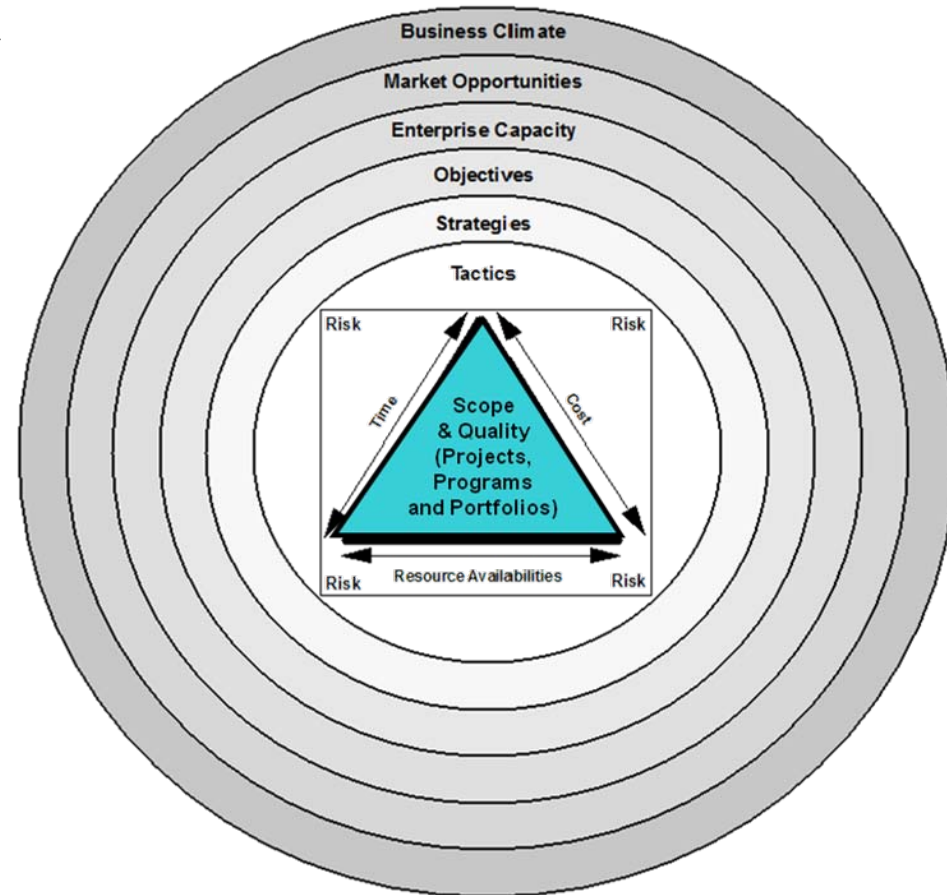 Business Climate
Market Opportunities
Enterprise Capacity
Objectives
Strategies
Tactics
Risk
Risk
Time
Cost
Scope
& Quality
(Projects,
Programs
and Portfolios)
Resource Availabilities
Risk
Risk